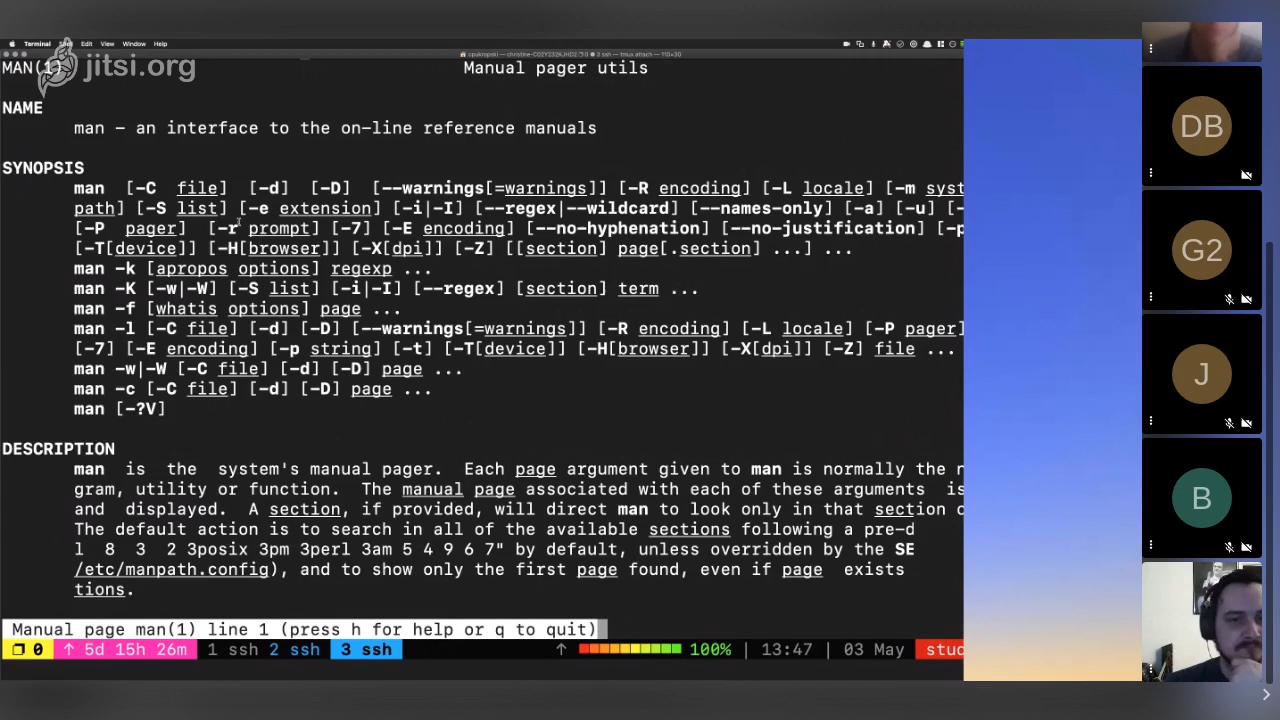 Terminal Edit View Window Help
jitsi.org
MAN(1) Manual pager utils
NAME
man – an interface to the on-line reference manuals
SYNOPSIS
man [-C file] [-d] [-D] [--warnings[=warnings]] [-R encoding] [-L locale] [-m syst
path] [-S list] [-e extension] [-i|-I] [--regex|--wildcard] [--names-only] [-a] [-u] [-
[-P pager] [-r prompt] [-7] [-E encoding] [--no-hyphenation] [--no-justification] [-p
[-T[device]] [-H[browser]] [-X[dpi]] [-Z] [[section] page[.section] ...] ...
man -k [apropos options] regexp ...
man -K [-w|-W] [-S list] [-i|-I] [--regex] [section] term ...
man -f [whatis options] page ...
man -l [-C file] [-d] [-D] [--warnings[=warnings]] [-R encoding] [-L locale] [-P pager]
[-7] [-E encoding] [-p string] [-t] [-T[device]] [-H[browser]] [-X[dpi]] [-Z] file ...
man -w|-W [-C file] [-d] [-D] page ...
man -c [-C file] [-d] [-D] page ...
man [-?V]
DESCRIPTION
man is the system's manual pager. Each page argument given to man is normally the n
gram, utility or function. The manual page associated with each of these arguments is
and displayed. A section, if provided, will direct man to look only in that section o
The default action is to search in all of the available sections following a pre-d
l 8 3 2 3posix 3pm 3perl 3am 5 4 9 6 7" by default, unless overridden by the SE
/etc/manpath.config), and to show only the first page found, even if page exists
tions.
Manual page man(1) line 1 (press h for help or q to quit)
0 ↑ 5d 15h 26m 1 ssh 2 ssh 3 ssh ↑ 100% | 13:47 | 03 May stud
DB
G2
J
B